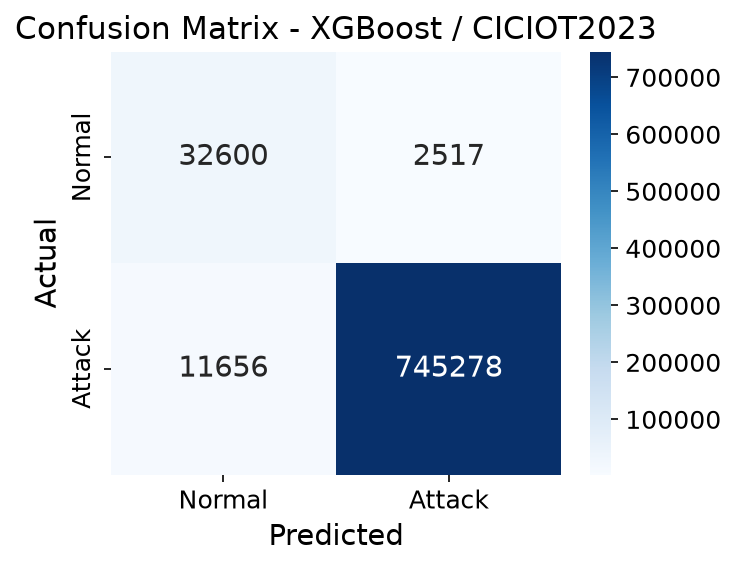 Confusion Matrix - XGBoost / CICIOT2023
Actual
Normal
Attack
32600
2517
11656
745278
Normal
Attack
Predicted
700000
600000
500000
400000
300000
200000
100000